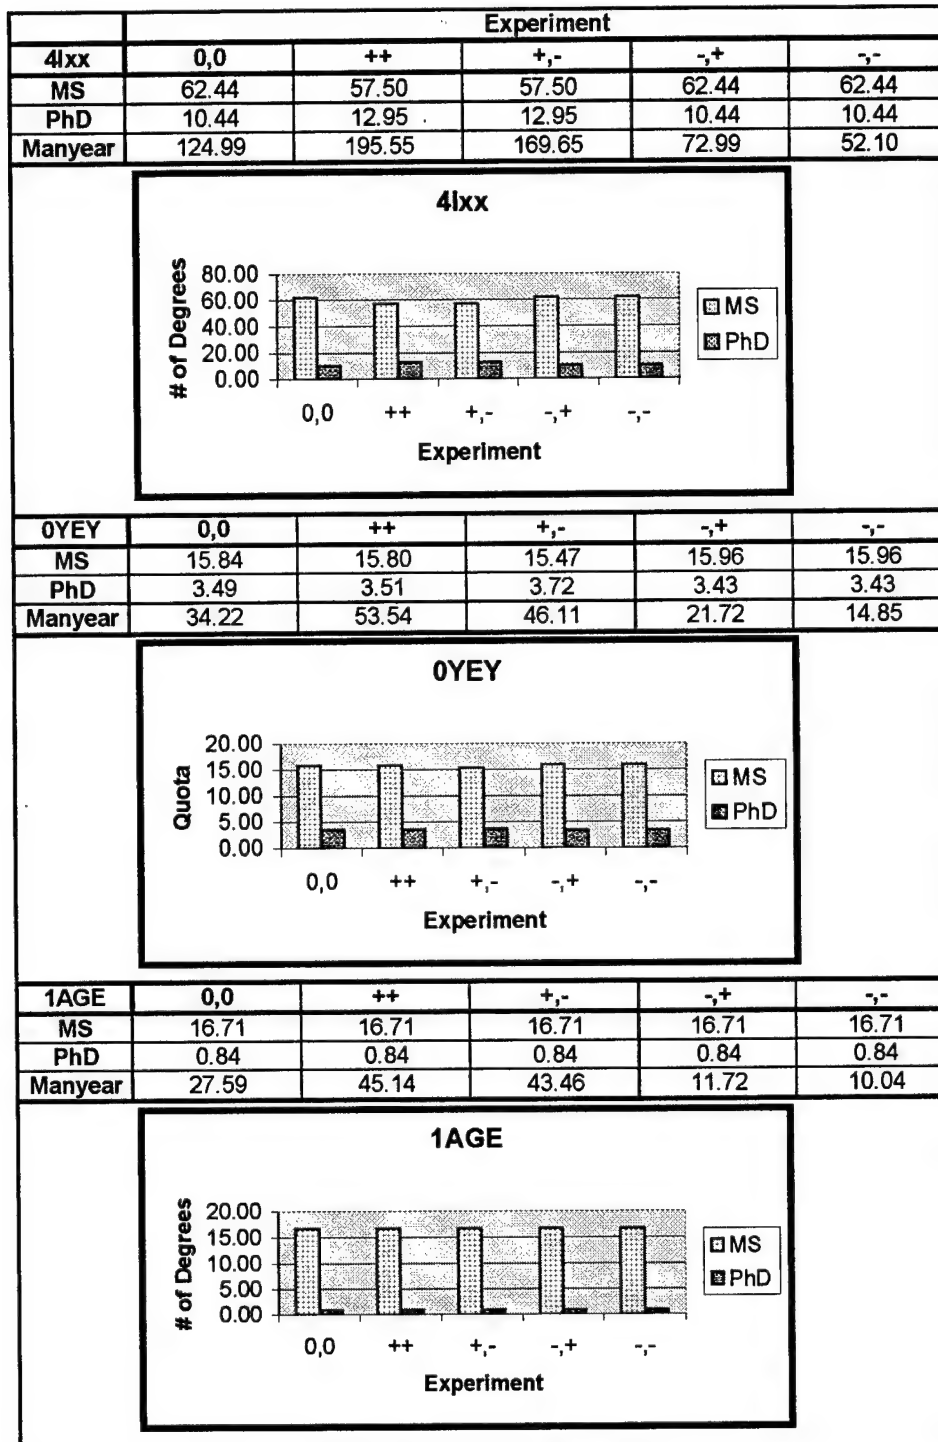 Experiment
4Ixx 0,0 ++ +,- -,+ -,-
MS 62.44 57.50 57.50 62.44 62.44
PhD 10.44 12.95 12.95 10.44 10.44
Manyear 124.99 195.55 169.65 72.99 52.10
4Ixx
# of Degrees
80.00
60.00
40.00
20.00
0.00
0,0 ++ +,- -,+ -,-
Experiment
MS
PhD
0YEY 0,0 ++ +,- -,+ -,-
MS 15.84 15.80 15.47 15.96 15.96
PhD 3.49 3.51 3.72 3.43 3.43
Manyear 34.22 53.54 46.11 21.72 14.85
0YEY
Quota
20.00
15.00
10.00
5.00
0.00
0,0 ++ +,- -,+ -,-
Experiment
MS
PhD
1AGE 0,0 ++ +,- -,+ -,-
MS 16.71 16.71 16.71 16.71 16.71
PhD 0.84 0.84 0.84 0.84 0.84
Manyear 27.59 45.14 43.46 11.72 10.04
1AGE
# of Degrees
20.00
15.00
10.00
5.00
0.00
0,0 ++ +,- -,+ -,-
Experiment
MS
PhD